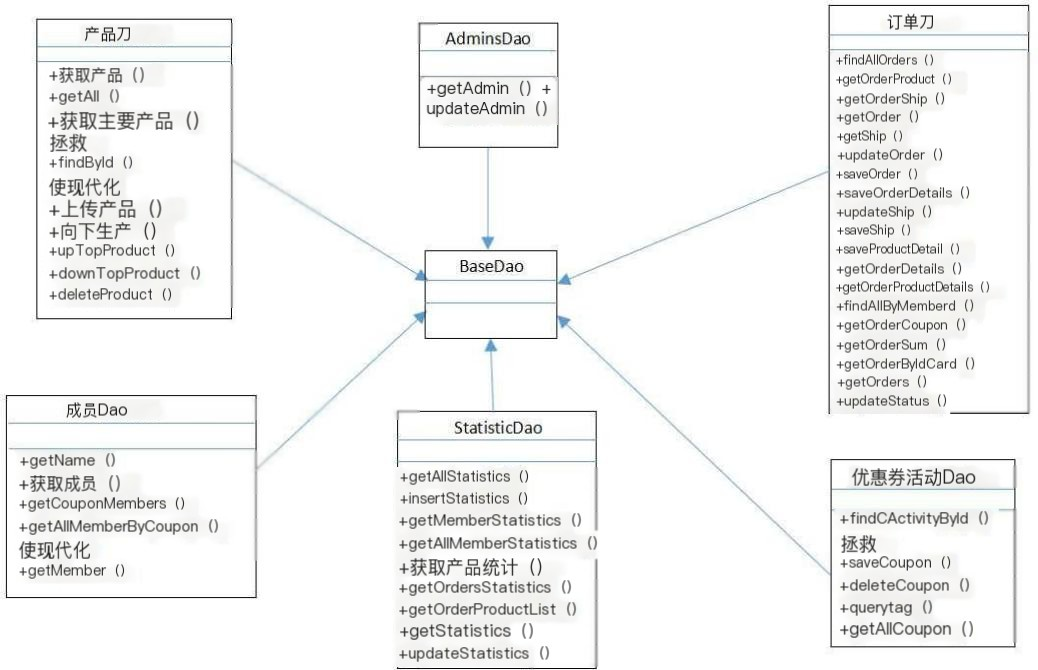 产品刀
+获取产品（）
+getAll（）
+获取主要产品（）
拯救
+findById（）
使现代化
+上传产品（）
+向下生产（）
+upTopProduct（）
+downTopProduct（）
+deleteProduct（）
AdminsDao
+getAdmin（）+
updateAdmin（）
订单刀
+findAllOrders（）
+getOrderProduct（）
+getOrderShip（）
+getOrder（）
+getShip（）
+updateOrder（）
+saveOrder（）
+saveOrderDetails（）
+updateShip（）
+saveShip（）
+saveProductDetail（）
+getOrderDetails（）
+getOrderProductDetails（）
+findAllByMemberd（）
+getOrderCoupon（）
+getOrderSum（）
+getOrderByIdCard（）
+getOrders（）
+updateStatus（）
BaseDao
成员Dao
+getName（）
+获取成员（）
+getCouponMembers（）
+getAllMemberByCoupon（）
使现代化
+getMember（）
StatisticDao
+getAllStatistics（）
+insertStatistics（）
+getMemberStatistics（）
+getAllMemberStatistics（）
+获取产品统计（）
+getOrdersStatistics（）
+getOrderProductList（）
+getStatistics（）
+updateStatistics（）
优惠券活动Dao
+findCActivityById（）
拯救
+saveCoupon（）
+deleteCoupon（）
+querytag（）
+getAllCoupon（）